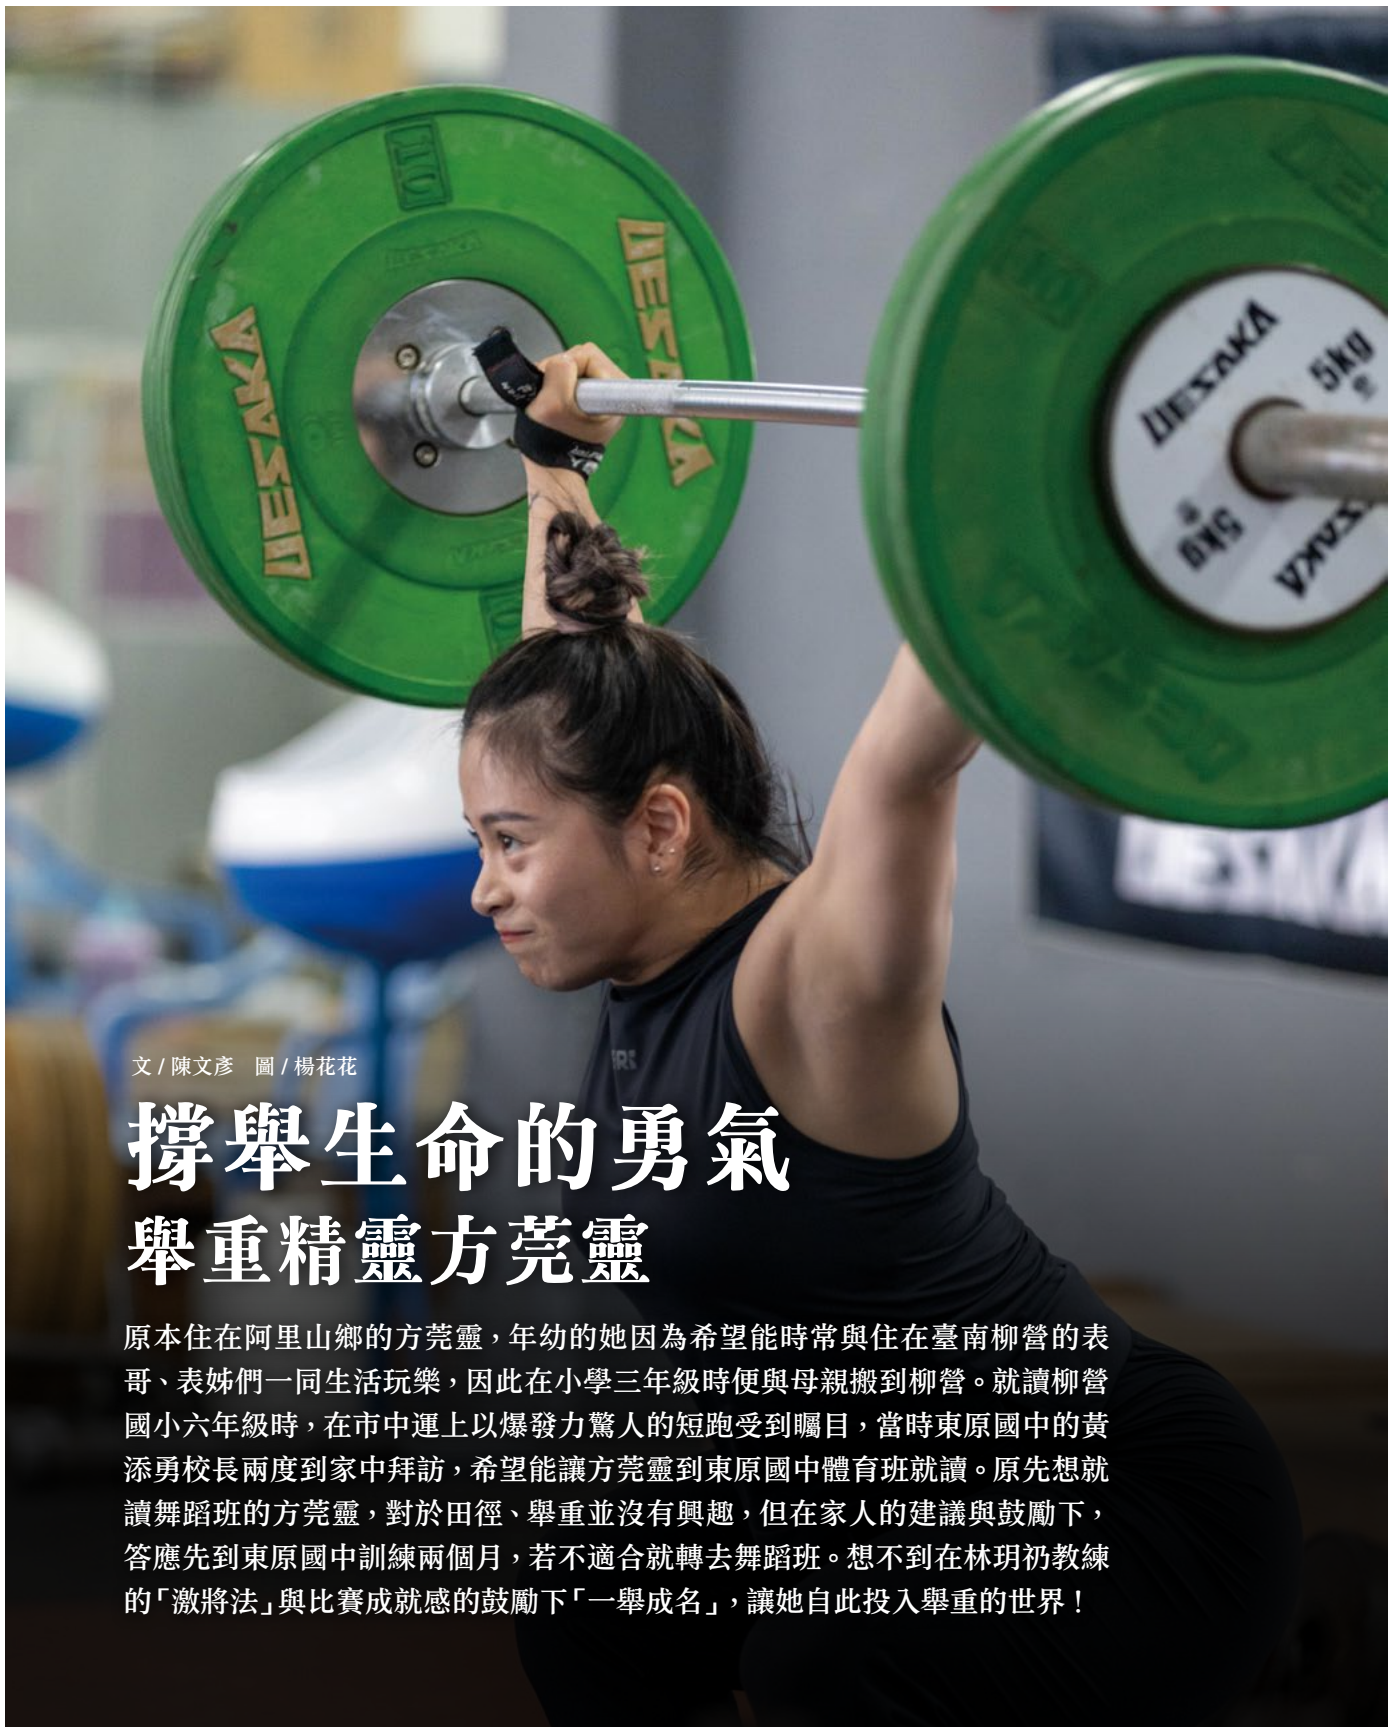 10
UESAKA
UESAKA
UESAKA
5kg
5kg
UESAKA
UESAKA
文 / 陳文彥　圖 / 楊花花
撐舉生命的勇氣
舉重精靈方莞靈
原本住在阿里山鄉的方莞靈，年幼的她因為希望能時常與住在臺南柳營的表
哥、表姊們一同生活玩樂，因此在小學三年級時便與母親搬到柳營。就讀柳營
國小六年級時，在市中運上以爆發力驚人的短跑受到矚目，當時東原國中的黃
添勇校長兩度到家中拜訪，希望能讓方莞靈到東原國中體育班就讀。原先想就
讀舞蹈班的方莞靈，對於田徑、舉重並沒有興趣，但在家人的建議與鼓勵下，
答應先到東原國中訓練兩個月，若不適合就轉去舞蹈班。想不到在林玥礽教練
的「激將法」與比賽成就感的鼓勵下「一舉成名」，讓她自此投入舉重的世界！